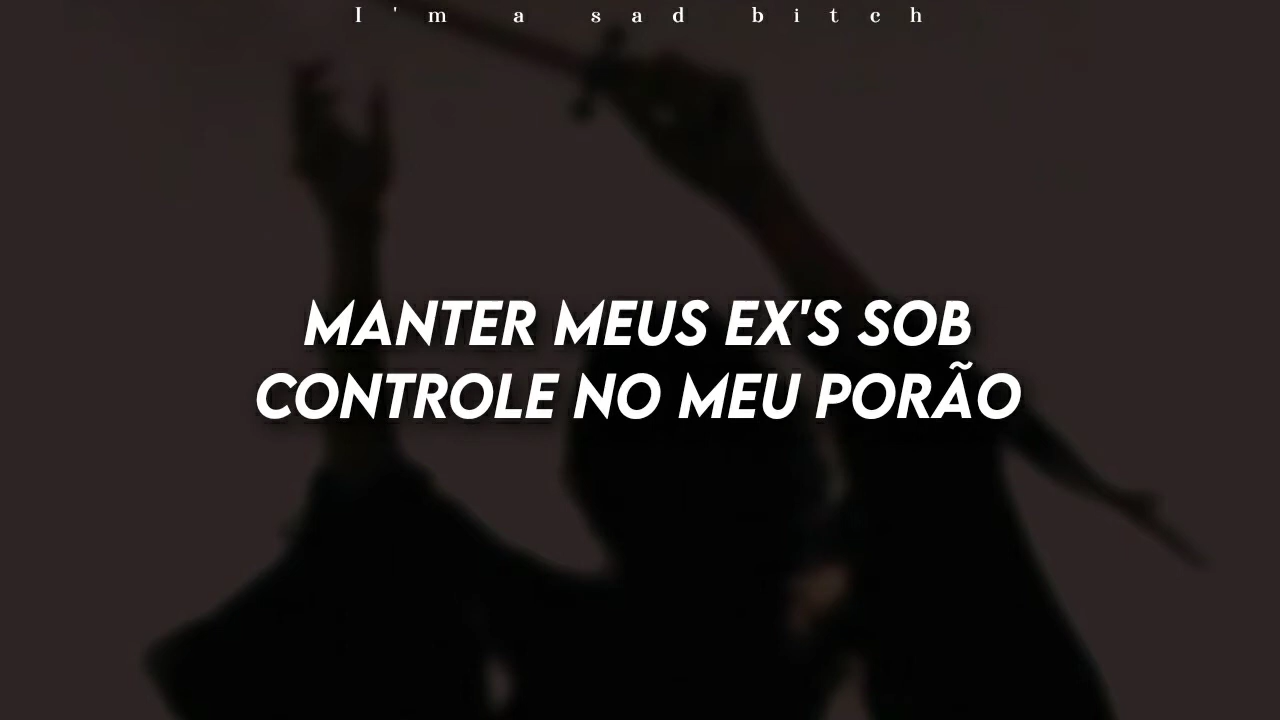 I'm a sad bitch
MANTER MEUS EX'S SOB
CONTROLE NO MEU PORÃO